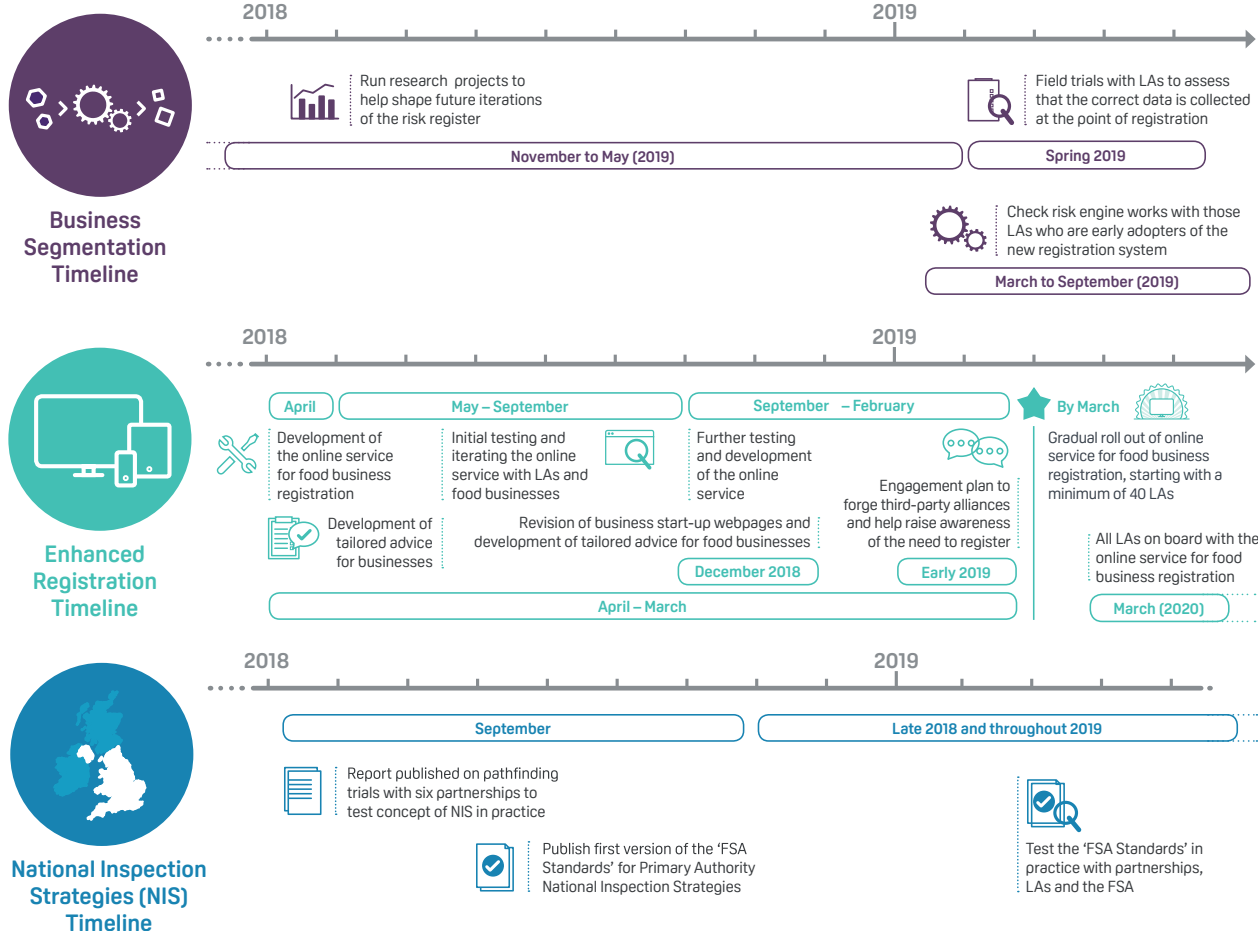 2018
2019
Run research projects to
help shape future iterations
of the risk register
Field trials with LAs to assess
that the correct data is collected
at the point of registration
November to May (2019)
Spring 2019
Business
Segmentation
Timeline
Check risk engine works with those
LAs who are early adopters of the
new registration system
March to September (2019)
2018
2019
April
May – September
September – February
By March
Development of
the online service
for food business
registration
Initial testing and
iterating the online
service with LAs and
food businesses
Further testing
and development
of the online
service
Gradual roll out of online
service for food business
registration, starting with a
minimum of 40 LAs
Engagement plan to
forge third-party alliances
and help raise awareness
of the need to register
Development of
tailored advice
for businesses
Revision of business start-up webpages and
development of tailored advice for food businesses
All LAs on board with the
online service for food
business registration
Enhanced
Registration
Timeline
December 2018
Early 2019
April – March
March (2020)
2018
2019
September
Late 2018 and throughout 2019
Report published on pathfinding
trials with six partnerships to
test concept of NIS in practice
Publish first version of the ‘FSA
Standards’ for Primary Authority
National Inspection Strategies
Test the ‘FSA Standards’ in
practice with partnerships,
LAs and the FSA
National Inspection
Strategies (NIS)
Timeline